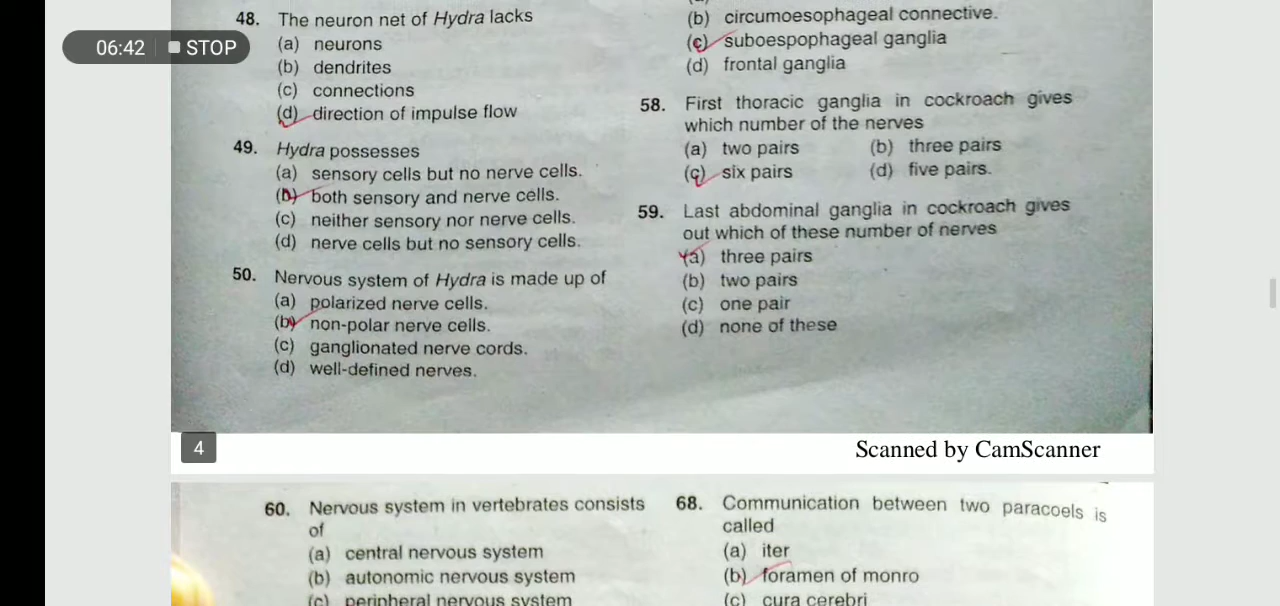 06:42 STOP
48. The neuron net of Hydra lacks
(a) neurons
(b) dendrites
(c) connections
(d) direction of impulse flow
49. Hydra possesses
(a) sensory cells but no nerve cells.
(b) both sensory and nerve cells.
(c) neither sensory nor nerve cells.
(d) nerve cells but no sensory cells.
50. Nervous system of Hydra is made up of
(a) polarized nerve cells.
(b) non-polar nerve cells.
(c) ganglionated nerve cords.
(d) well-defined nerves.
(b) circumoesophageal connective.
(c) suboespophageal ganglia
(d) frontal ganglia
58. First thoracic ganglia in cockroach gives
which number of the nerves
(a) two pairs (b) three pairs
(c) six pairs (d) five pairs.
59. Last abdominal ganglia in cockroach gives
out which of these number of nerves
(a) three pairs
(b) two pairs
(c) one pair
(d) none of these
4
Scanned by CamScanner
60. Nervous system in vertebrates consists
of
(a) central nervous system
(b) autonomic nervous system
(c) peripheral nervous system
68. Communication between two paracoels is
called
(a) iter
(b) foramen of monro
(c) cura cerebri